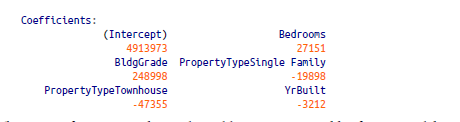 Coefficients:
(Intercept) Bedrooms
4913973 27151
BldgGrade PropertyTypeSingle Family
248998 -19898
PropertyTypeTownhouse YrBuilt
-47355 -3212